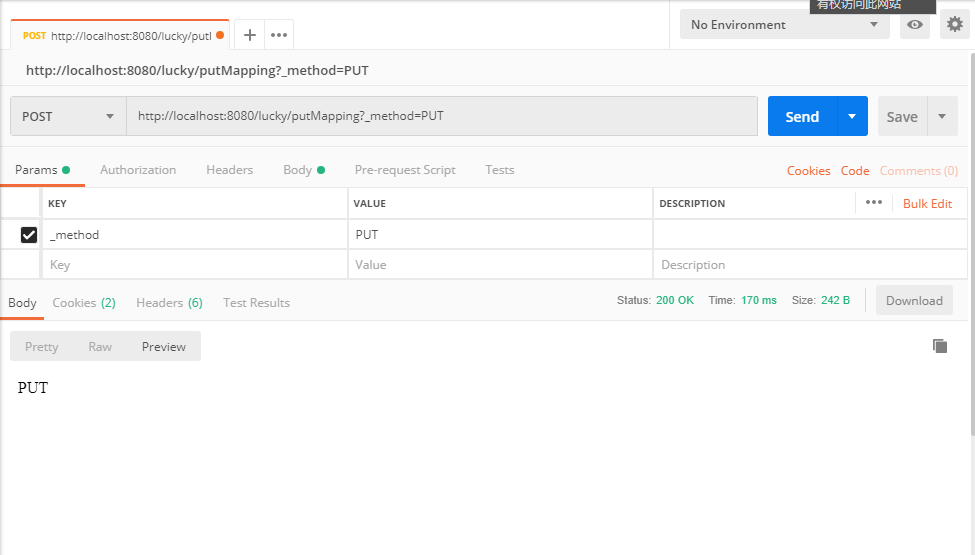 有权访问此网站
POST http://localhost:8080/lucky/putl
No Environment
http://localhost:8080/lucky/putMapping?_method=PUT
POST http://localhost:8080/lucky/putMapping?_method=PUT Send Save
Params Authorization Headers Body Pre-request Script Tests Cookies Code Comments (0)
KEY VALUE DESCRIPTION ••• Bulk Edit
_method PUT
Key Value Description
Body Cookies (2) Headers (6) Test Results Status: 200 OK Time: 170 ms Size: 242 B Download
Pretty Raw Preview
PUT